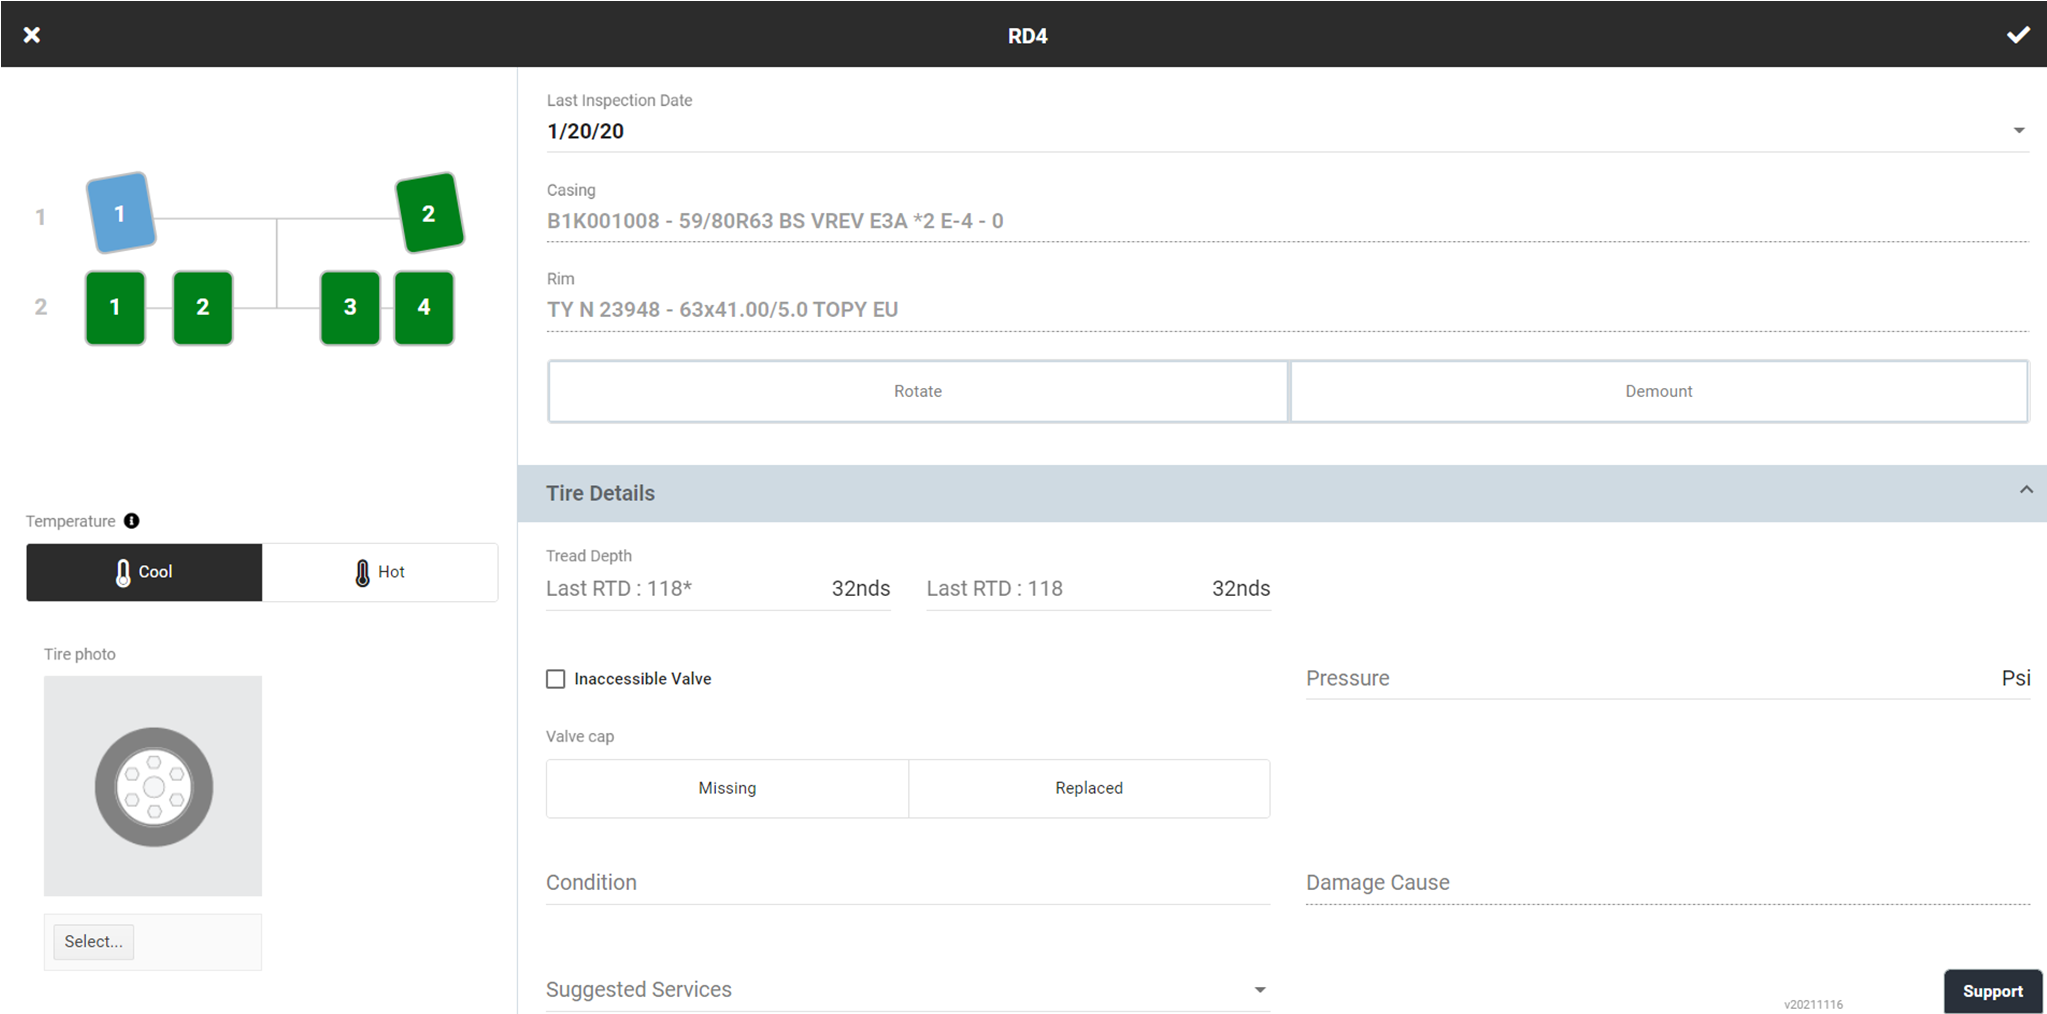 RD4
1
1
2
2
1
2
3
4
Temperature
Cool
Hot
Tire photo
Select...
Last Inspection Date
1/20/20
Casing
B1K001008 - 59/80R63 BS VREV E3A *2 E-4 - 0
Rim
TY N 23948 - 63x41.00/5.0 TOPY EU
Rotate
Demount
Tire Details
Tread Depth
Last RTD : 118* 32nds
Last RTD : 118 32nds
Inaccessible Valve
Pressure Psi
Valve cap
Missing
Replaced
Condition
Damage Cause
Suggested Services
v20211116
Support